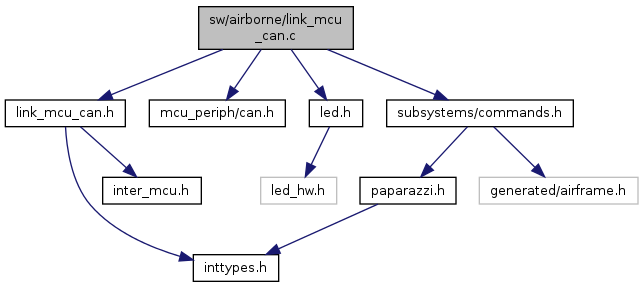 sw/airborne/link_mcu
_can.c
link_mcu_can.h
mcu_periph/can.h
led.h
subsystems/commands.h
inter_mcu.h
led_hw.h
paparazzi.h
generated/airframe.h
inttypes.h